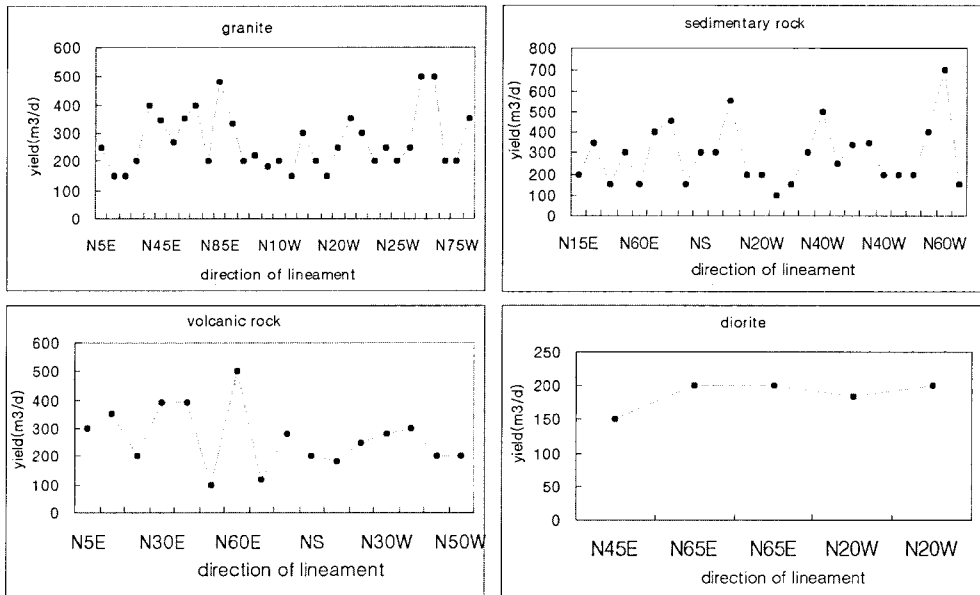 granite
yield(m3/d)
600
500
400
300
200
100
0
N5E N45E N85E N10W N20W N25W N75W
direction of lineament
sedimentary rock
yield(m3/d)
800
700
600
500
400
300
200
100
0
N15E N60E NS N20W N40W N40W N60W
direction of lineament
volcanic rock
yield(m3/d)
600
500
400
300
200
100
0
N5E N30E N60E NS N30W N50W
direction of lineament
diorite
yield(m3/d)
250
200
150
100
50
0
N45E N65E N65E N20W N20W
direction of lineament